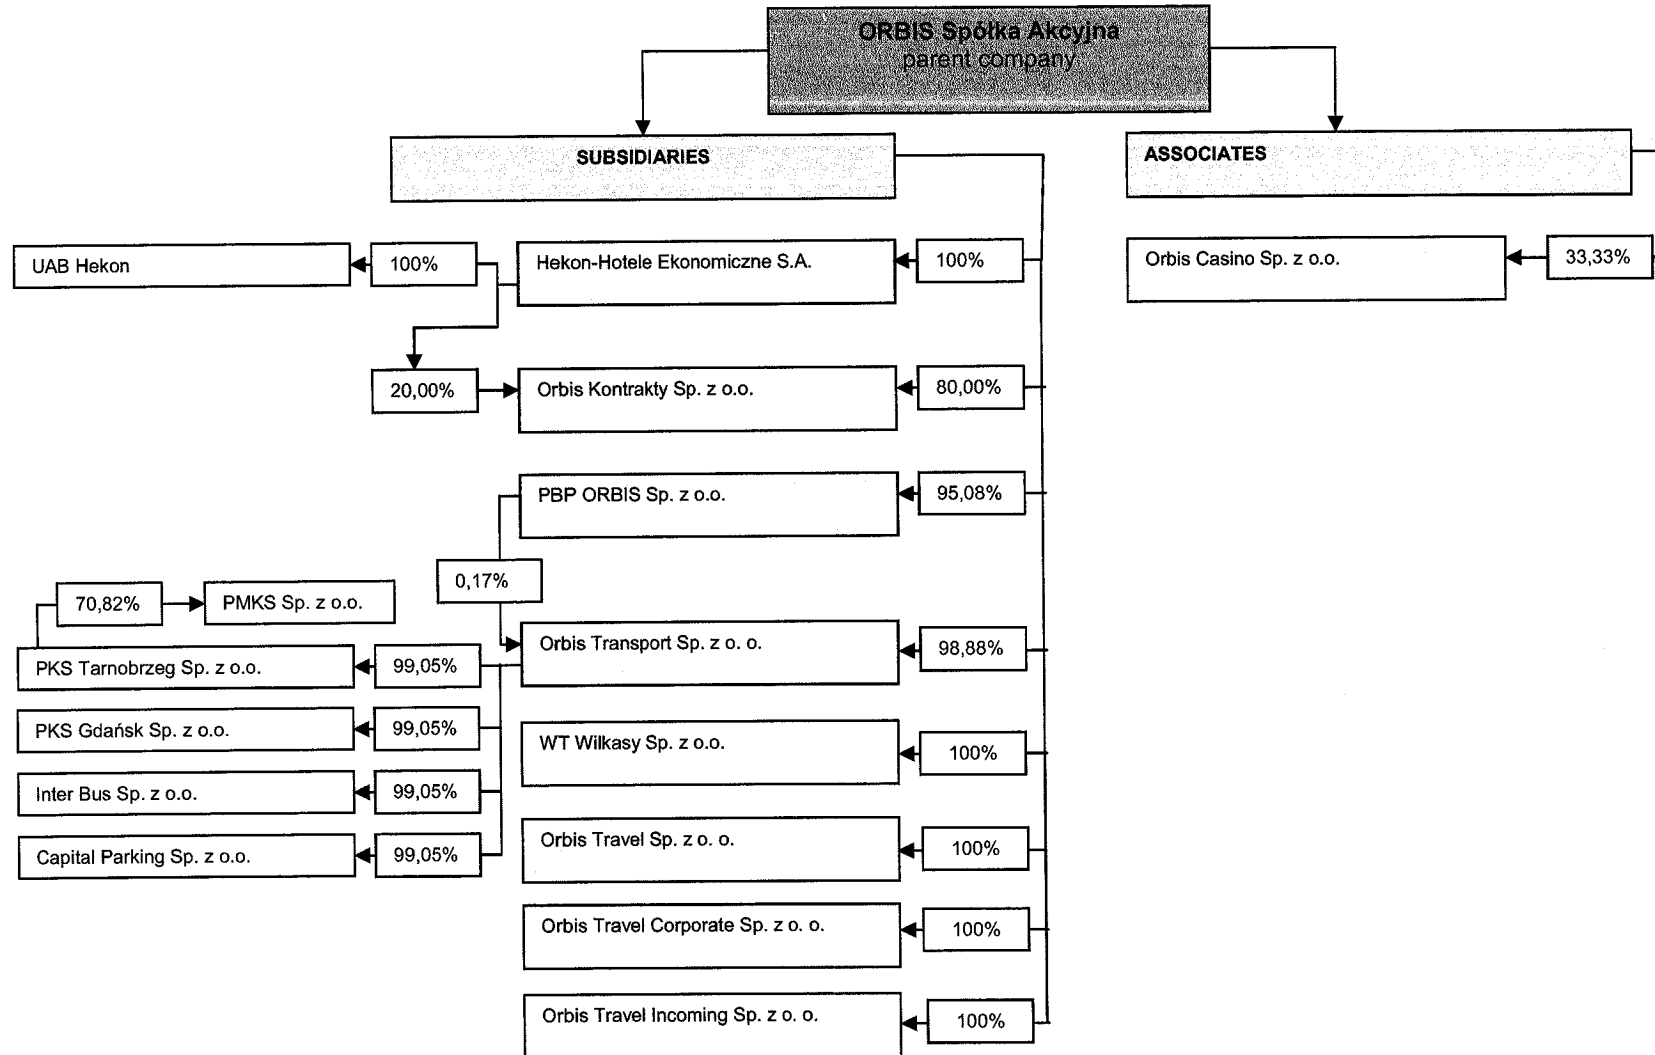 ORBIS Spółka Akcyjna
parent company
SUBSIDIARIES
ASSOCIATES
UAB Hekon
100%
Hekon-Hotele Ekonomiczne S.A.
100%
Orbis Casino Sp. z o.o.
33,33%
20,00%
Orbis Kontrakty Sp. z o.o.
80,00%
PBP ORBIS Sp. z o.o.
95,08%
0,17%
70,82%
PMKS Sp. z o.o.
Orbis Transport Sp. z o. o.
98,88%
PKS Tarnobrzeg Sp. z o.o.
99,05%
PKS Gdańsk Sp. z o.o.
99,05%
WT Wilkasy Sp. z o.o.
100%
Inter Bus Sp. z o.o.
99,05%
Capital Parking Sp. z o.o.
99,05%
Orbis Travel Sp. z o. o.
100%
Orbis Travel Corporate Sp. z o. o.
100%
Orbis Travel Incoming Sp. z o. o.
100%